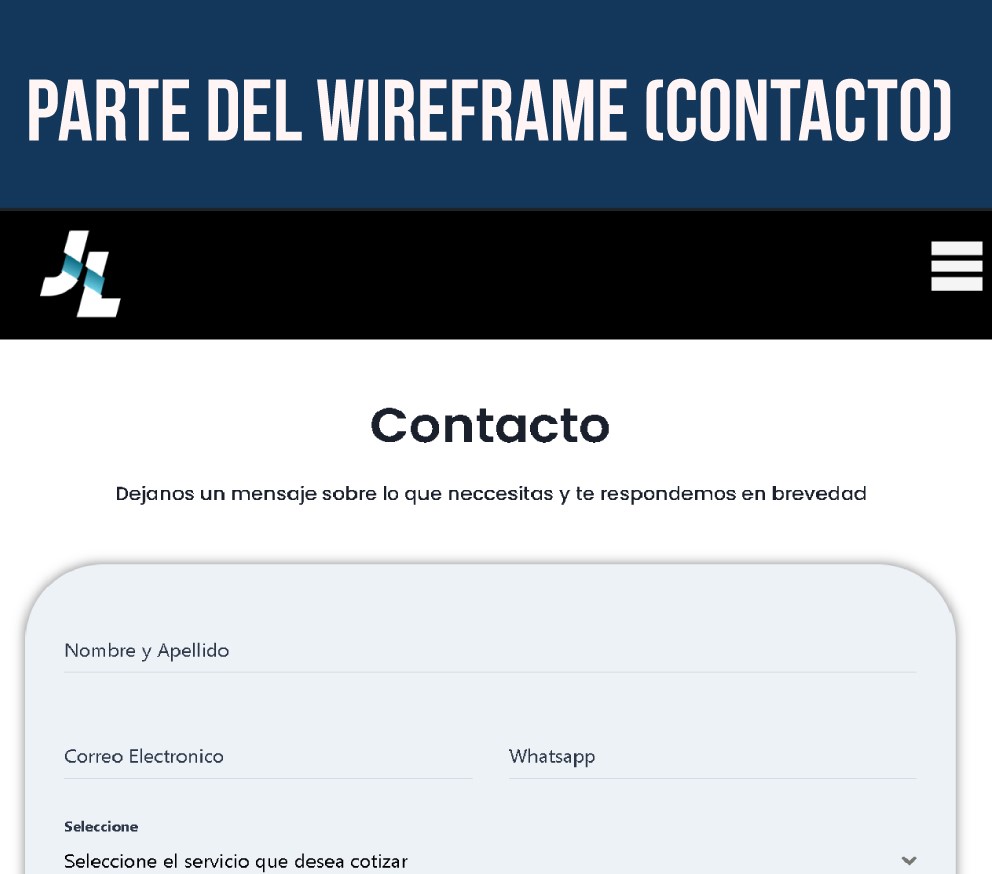 PARTE DEL WIREFRAME (CONTACTO)
JL
Contacto
Dejanos un mensaje sobre lo que neccesitas y te respondemos en brevedad
Nombre y Apellido
Correo Electronico Whatsapp
Seleccione
Seleccione el servicio que desea cotizar